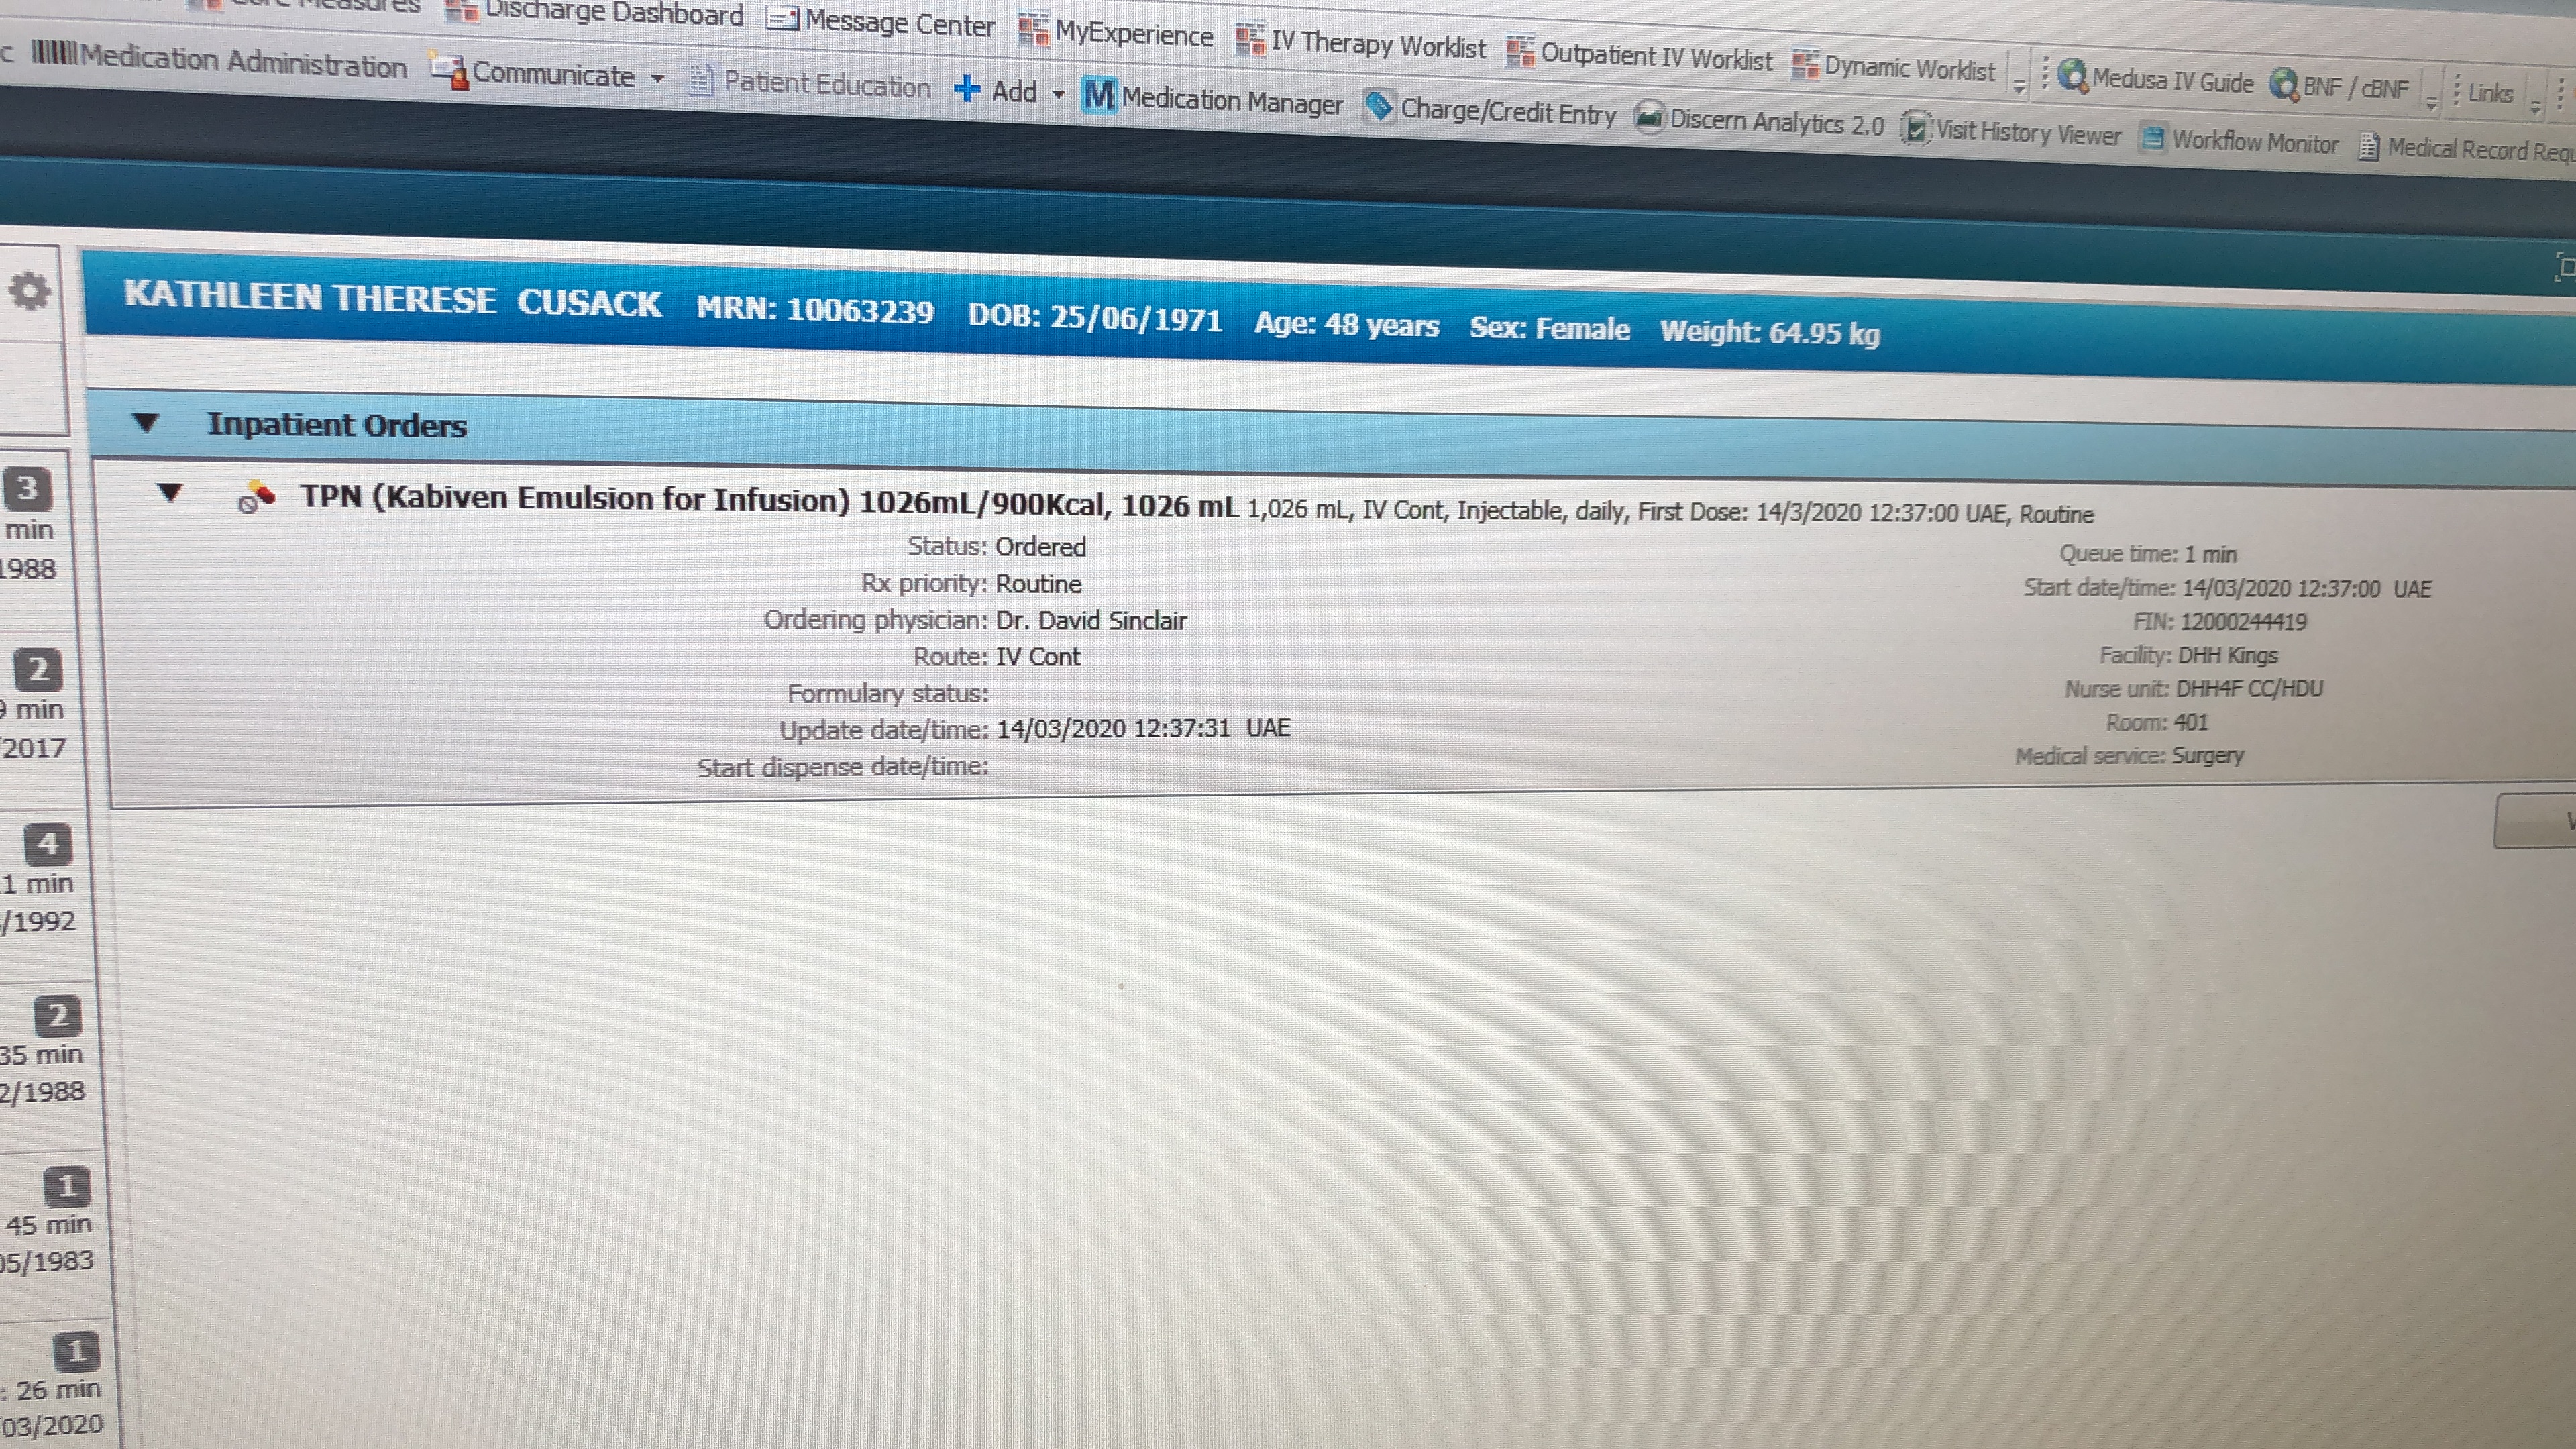 Core Measures Discharge Dashboard Message Center MyExperience IV Therapy Worklist Outpatient IV Worklist Dynamic Worklist Medusa IV Guide BNF / cBNF Links
c Medication Administration Communicate Patient Education Add Medication Manager Charge/Credit Entry Discern Analytics 2.0 Visit History Viewer Workflow Monitor Medical Record Requ
KATHLEEN THERESE CUSACK MRN: 10063239 DOB: 25/06/1971 Age: 48 years Sex: Female Weight: 64.95 kg
Inpatient Orders
TPN (Kabiven Emulsion for Infusion) 1026mL/900Kcal, 1026 mL 1,026 mL, IV Cont, Injectable, daily, First Dose: 14/3/2020 12:37:00 UAE, Routine
Status: Ordered
Rx priority: Routine
Ordering physician: Dr. David Sinclair
Route: IV Cont
Formulary status:
Update date/time: 14/03/2020 12:37:31 UAE
Start dispense date/time:
Queue time: 1 min
Start date/time: 14/03/2020 12:37:00 UAE
FIN: 12000244419
Facility: DHH Kings
Nurse unit: DHH4F CC/HDU
Room: 401
Medical service: Surgery
3
min
1988
2
9 min
/2017
4
1 min
/1992
2
35 min
2/1988
1
45 min
05/1983
1
: 26 min
03/2020